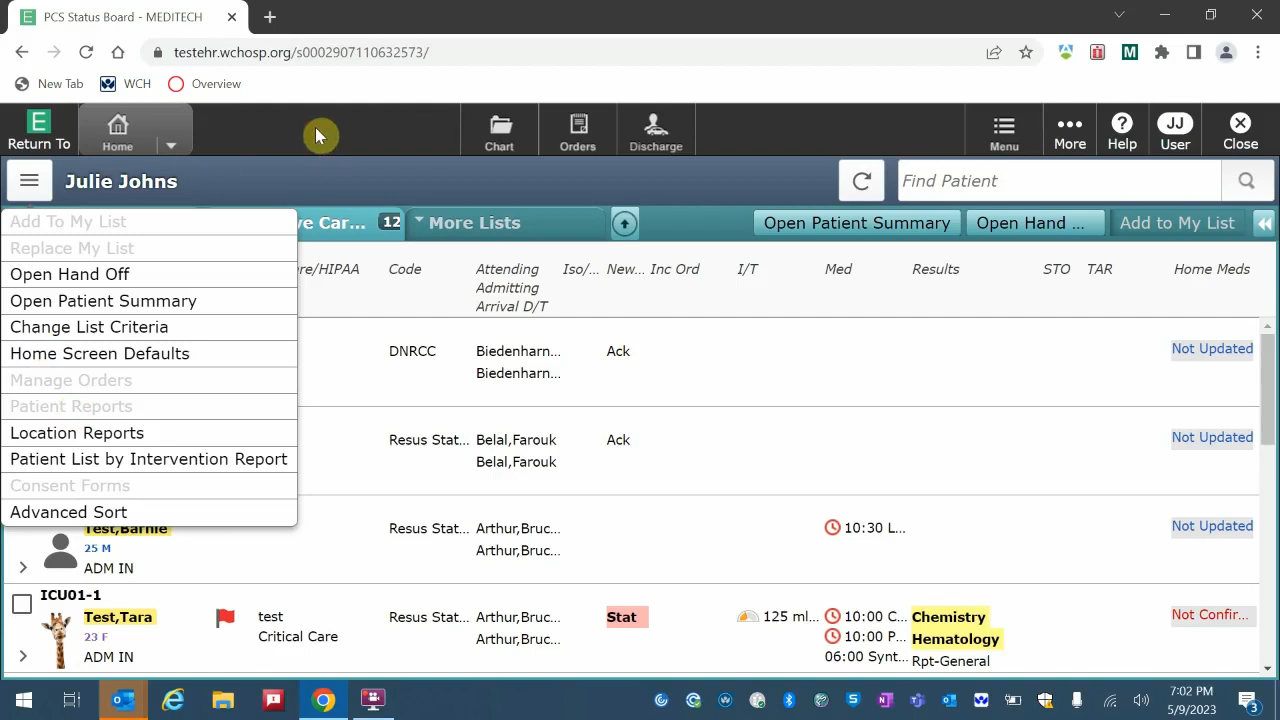 PCS Status Board - MEDITECH
testehr.wchosp.org/s0002907110632573/
New Tab WCH Overview
Return To Home Chart Orders Discharge Menu More Help JJ User Close
Julie Johns
Find Patient
ve Car... 12 More Lists Open Patient Summary Open Hand ... Add to My List
Add To My List
Replace My List
Open Hand Off
Open Patient Summary
Change List Criteria
Home Screen Defaults
Manage Orders
Patient Reports
Location Reports
Patient List by Intervention Report
Consent Forms
Advanced Sort
re/HIPAA Code Attending Iso/... New... Inc Ord I/T Med Results STO TAR Home Meds
Admitting
Arrival D/T
DNRCC Biedenharn... Ack Not Updated
Biedenharn...
Resus Stat... Belal,Farouk Ack Not Updated
Belal,Farouk
Test,Barnie Resus Stat... Arthur,Bruc... 10:30 L... Not Updated
25 M Arthur,Bruc...
ADM IN
ICU01-1
Test,Tara test Resus Stat... Arthur,Bruc... Stat 125 ml... 10:00 C... Chemistry Not Confir...
23 F Critical Care Arthur,Bruc... 10:00 P... Hematology
ADM IN 06:00 Synt... Rpt-General
7:02 PM
5/9/2023
3